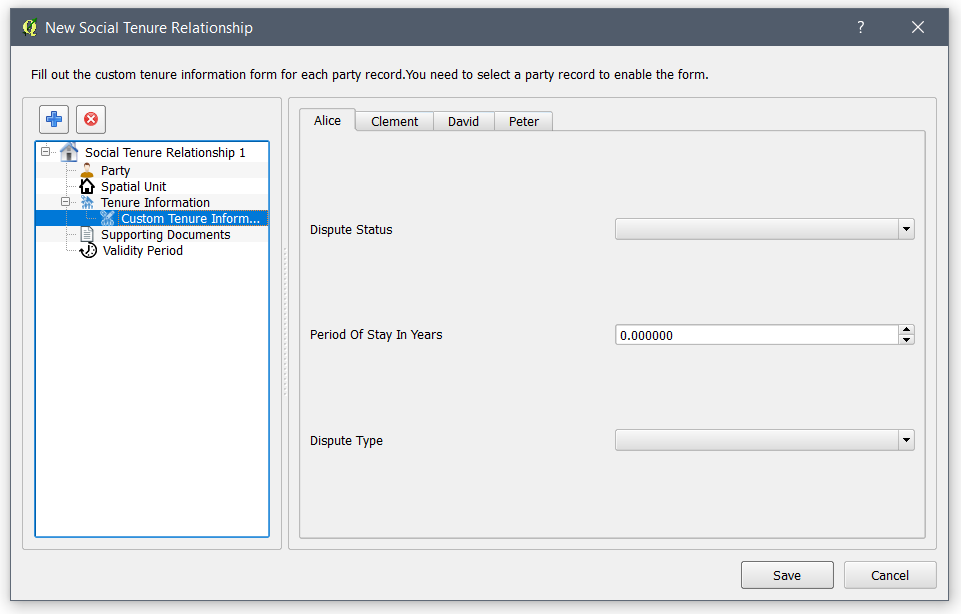 New Social Tenure Relationship
?
Fill out the custom tenure information form for each party record.You need to select a party record to enable the form.
Social Tenure Relationship 1
Party
Spatial Unit
Tenure Information
Custom Tenure Inform...
Supporting Documents
Validity Period
Alice Clement David Peter
Dispute Status
Period Of Stay In Years 0.000000
Dispute Type
Save Cancel